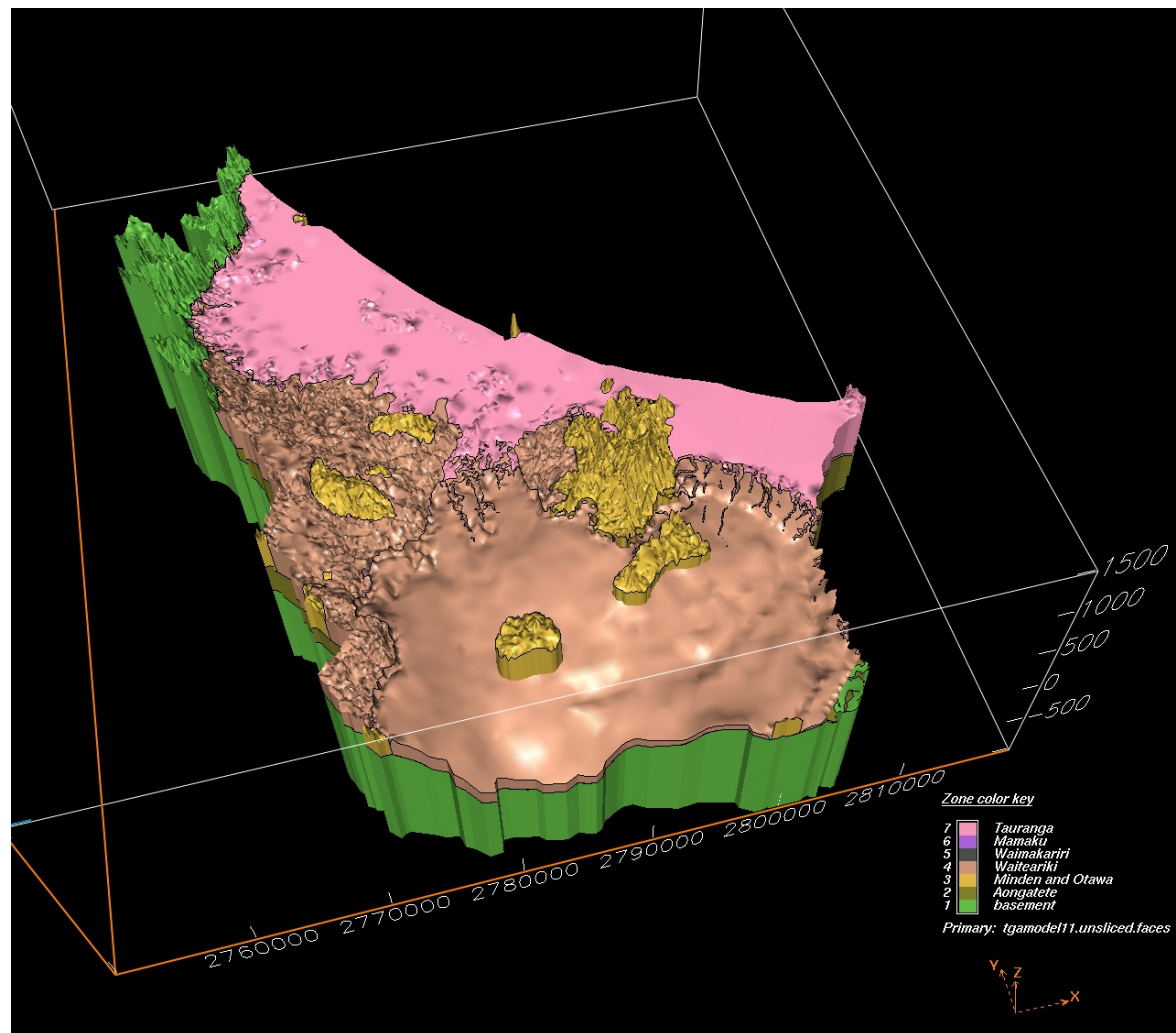 1500
1000
500
0
-500
2760000
2770000
2780000
2790000
2800000
2810000
Zone color key
7 Tauranga
6 Mamaku
5 Waimakariri
4 Waiteariki
3 Minden and Otawa
2 Aongatete
1 basement
Primary: tgamodel11.unsliced.faces
Y
Z
X